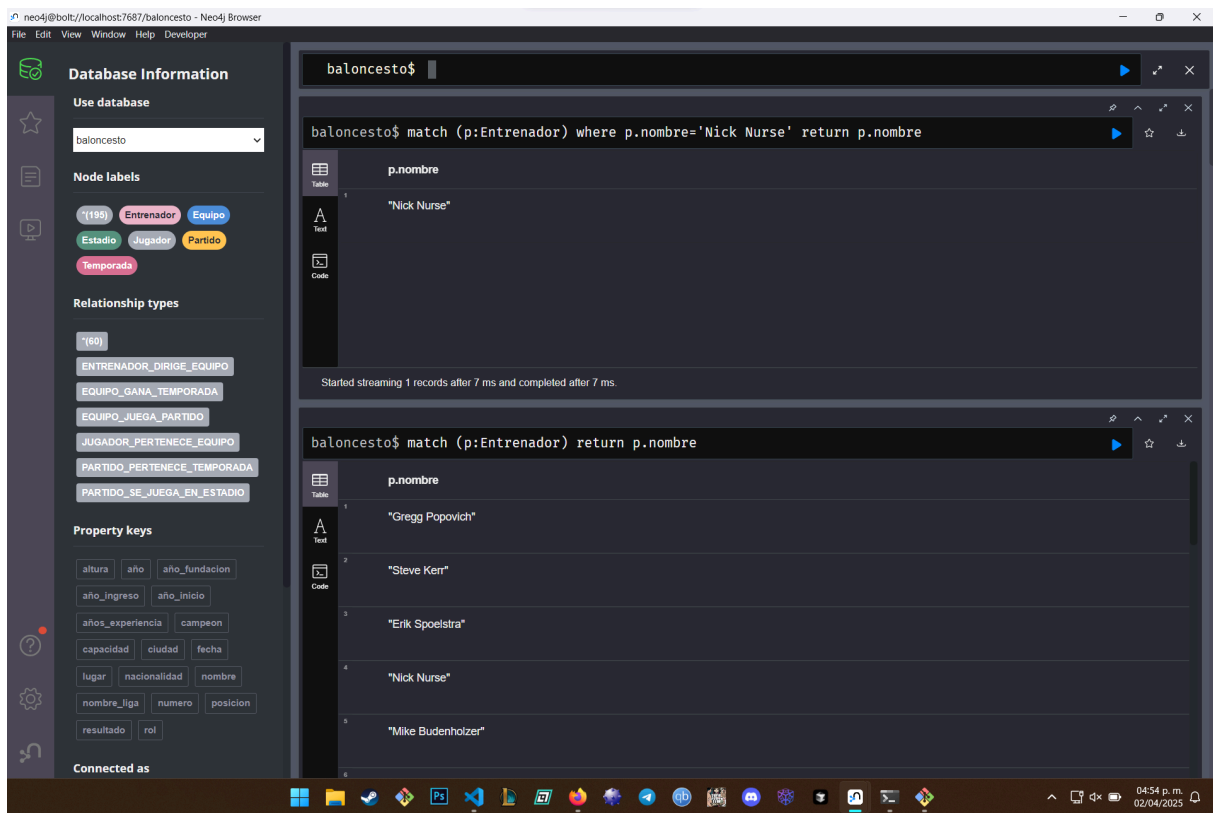 neo4j@bolt://localhost:7687/baloncesto - Neo4j Browser
File Edit View Window Help Developer
Database Information
Use database
baloncesto
Node labels
*(195) Entrenador Equipo
Estadio Jugador Partido
Temporada
Relationship types
*(60)
ENTRENADOR_DIRIGE_EQUIPO
EQUIPO_GANA_TEMPORADA
EQUIPO_JUEGA_PARTIDO
JUGADOR_PERTENECE_EQUIPO
PARTIDO_PERTENECE_TEMPORADA
PARTIDO_SE_JUEGA_EN_ESTADIO
Property keys
altura año año_fundacion
año_ingreso año_inicio
años_experiencia campeon
capacidad ciudad fecha
lugar nacionalidad nombre
nombre_liga numero posicion
resultado rol
Connected as
baloncesto$
baloncesto$ match (p:Entrenador) where p.nombre='Nick Nurse' return p.nombre
Table
A
Text
Code
p.nombre
1
"Nick Nurse"
Started streaming 1 records after 7 ms and completed after 7 ms.
baloncesto$ match (p:Entrenador) return p.nombre
Table
A
Text
Code
p.nombre
1
"Gregg Popovich"
2
"Steve Kerr"
3
"Erik Spoelstra"
4
"Nick Nurse"
5
"Mike Budenholzer"
6
Ps
qb
04:54 p. m.
02/04/2025